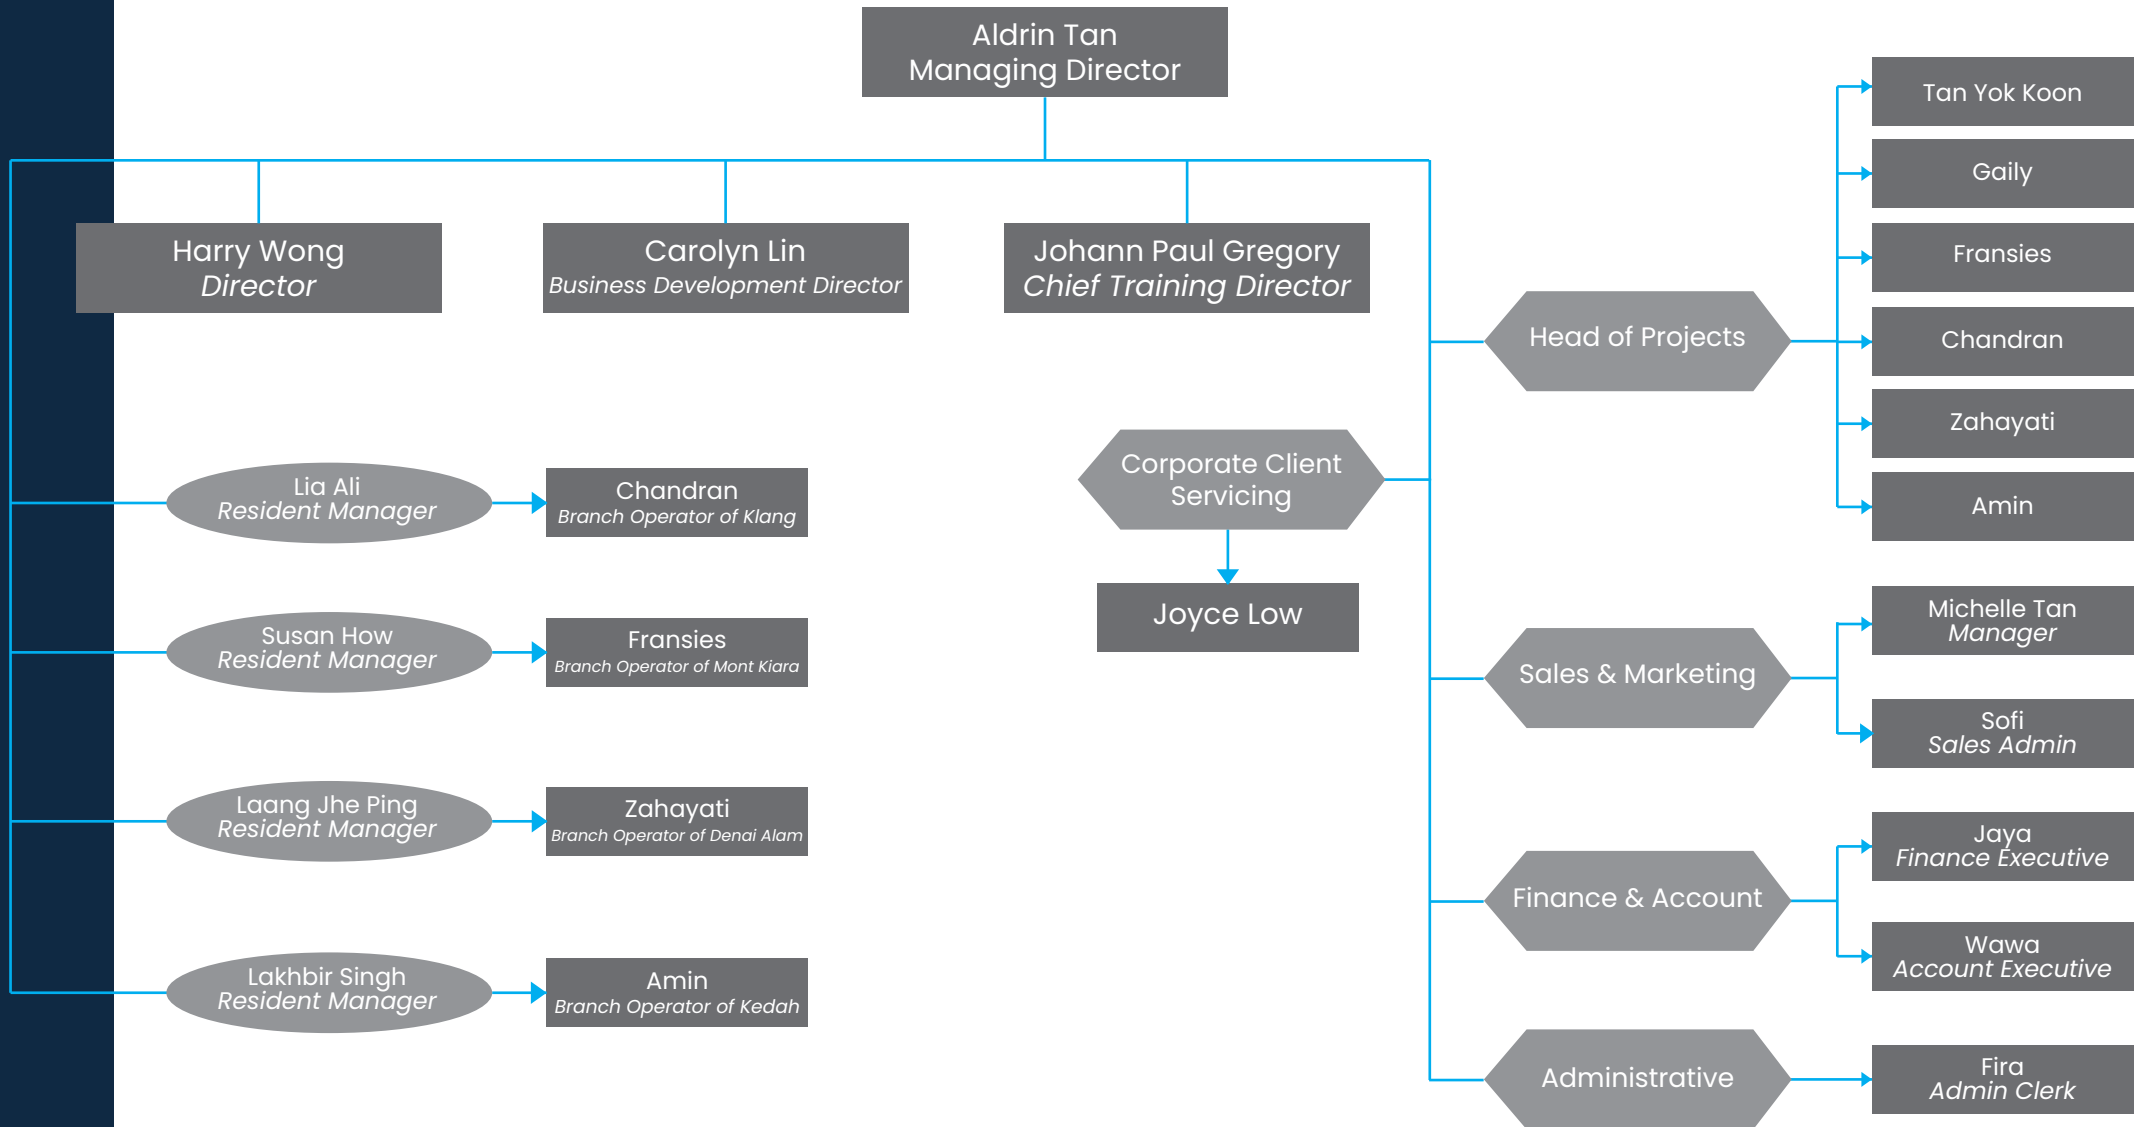 Aldrin Tan
Managing Director
Harry Wong
Director
Carolyn Lin
Business Development Director
Johann Paul Gregory
Chief Training Director
Lia Ali
Resident Manager
Chandran
Branch Operator of Klang
Susan How
Resident Manager
Fransies
Branch Operator of Mont Kiara
Laang Jhe Ping
Resident Manager
Zahayati
Branch Operator of Denai Alam
Lakhbir Singh
Resident Manager
Amin
Branch Operator of Kedah
Corporate Client
Servicing
Joyce Low
Head of Projects
Tan Yok Koon
Gaily
Fransies
Chandran
Zahayati
Amin
Sales & Marketing
Michelle Tan
Manager
Sofi
Sales Admin
Finance & Account
Jaya
Finance Executive
Wawa
Account Executive
Administrative
Fira
Admin Clerk